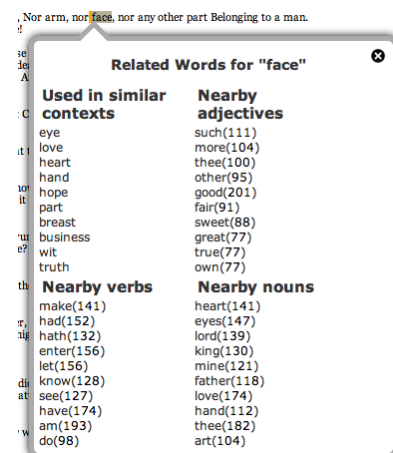 , Nor arm, nor face, nor any other part Belonging to a man.
Related Words for "face"
Used in similar contexts
eye
love
heart
hand
hope
part
breast
business
wit
truth
Nearby adjectives
such(111)
more(104)
thee(100)
other(95)
good(201)
fair(91)
sweet(88)
great(77)
true(77)
own(77)
Nearby verbs
make(141)
had(152)
hath(132)
enter(156)
let(156)
know(128)
see(127)
have(174)
am(193)
do(98)
Nearby nouns
heart(141)
eyes(147)
lord(139)
king(130)
mine(121)
father(118)
love(174)
hand(112)
thee(182)
art(104)